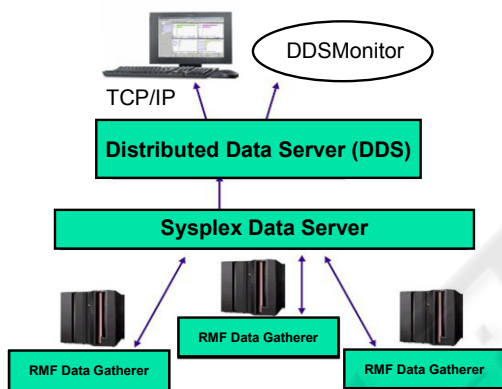 DDSMonitor
TCP/IP
Distributed Data Server (DDS)
Sysplex Data Server
RMF Data Gatherer
RMF Data Gatherer
RMF Data Gatherer